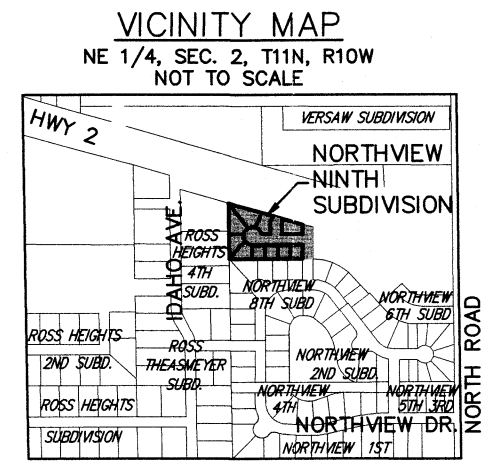 VICINITY MAP
NE 1/4, SEC. 2, T11N, R10W
NOT TO SCALE
HWY 2
VERSAW SUBDIVISION
NORTHVIEW
NINTH
SUBDIVISION
IDAHO AVE.
ROSS
HEIGHTS
4TH
SUBD.
NORTHVIEW
8TH SUBD
NORTHVIEW
6TH SUBD
NORTH ROAD
ROSS HEIGHTS
2ND SUBD.
ROSS
THEASMEYER
SUBD.
NORTHVIEW
2ND SUBD.
ROSS HEIGHTS
SUBDIVISION
NORTHVIEW
4TH
NORTHVIEW
5TH 3RD
NORTHVIEW DR.
NORTHVIEW 1ST